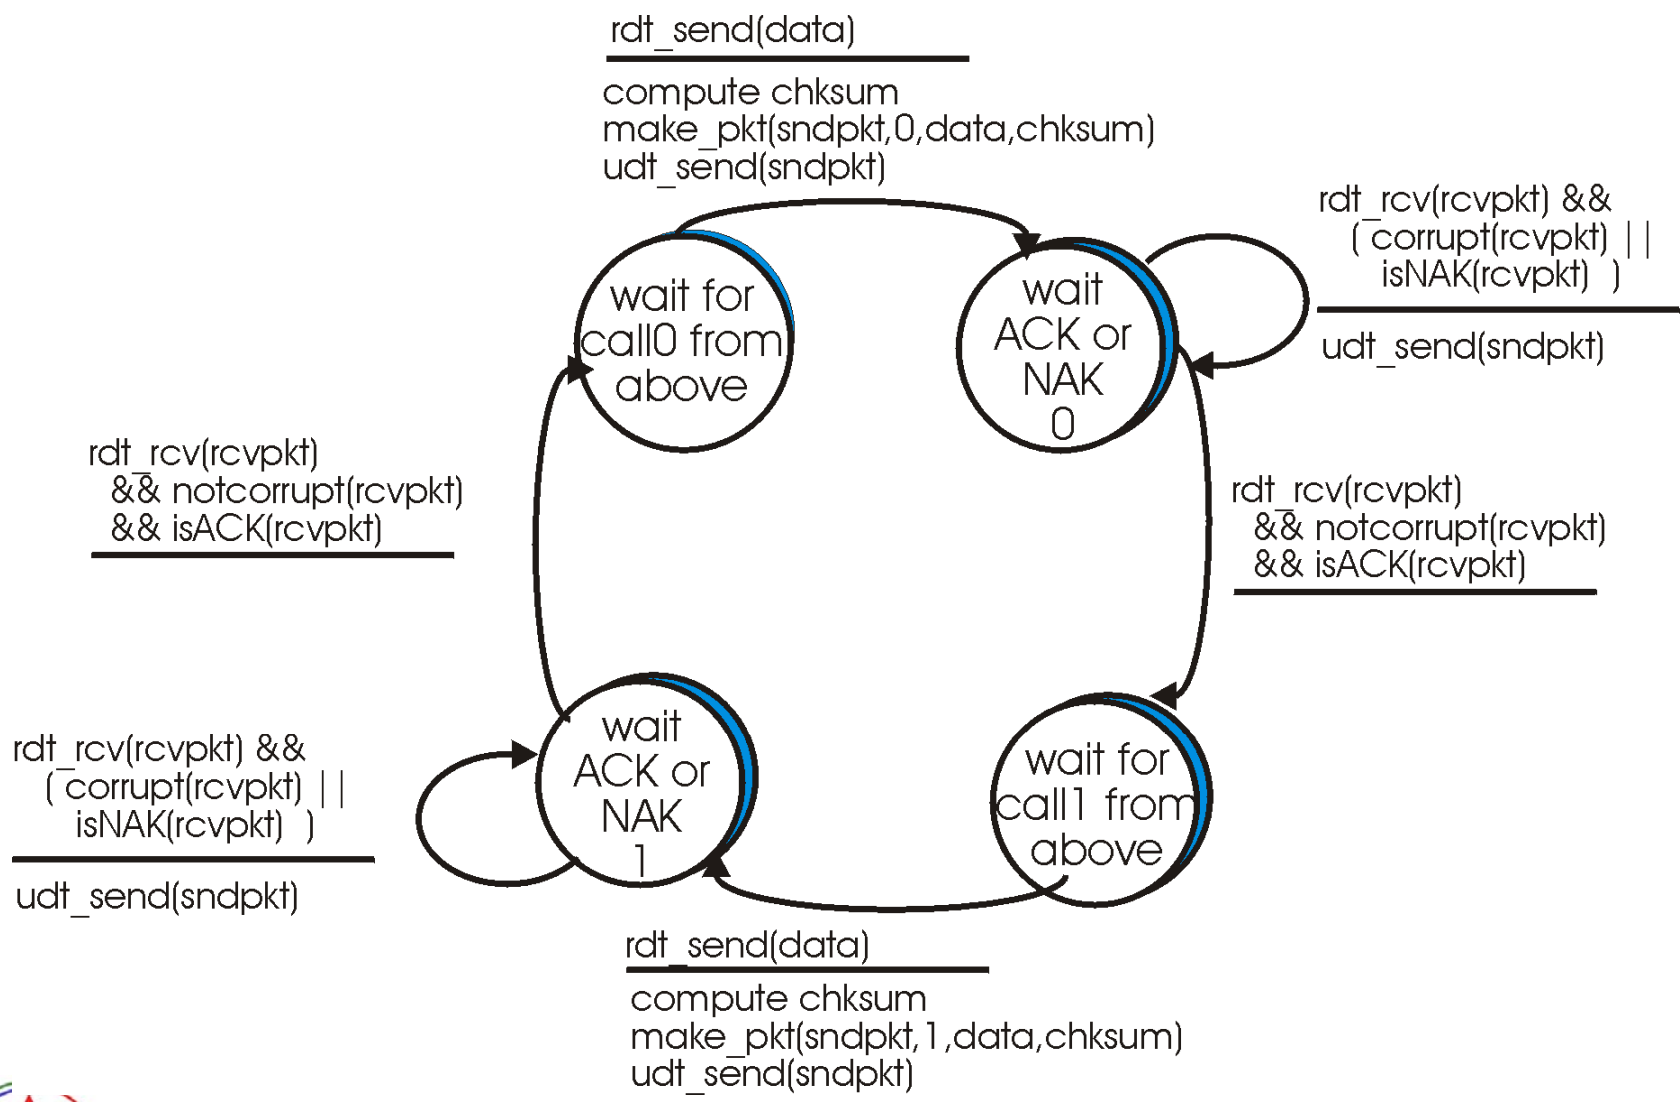 rdt_send(data)
compute chksum
make_pkt(sndpkt,0,data,chksum)
udt_send(sndpkt)
rdt_rcv(rcvpkt) &&
( corrupt(rcvpkt) ||
isNAK(rcvpkt) )
udt_send(sndpkt)
wait for
call0 from
above
wait
ACK or
NAK
0
rdt_rcv(rcvpkt)
&& notcorrupt(rcvpkt)
&& isACK(rcvpkt)
rdt_rcv(rcvpkt)
&& notcorrupt(rcvpkt)
&& isACK(rcvpkt)
rdt_rcv(rcvpkt) &&
( corrupt(rcvpkt) ||
isNAK(rcvpkt) )
udt_send(sndpkt)
wait
ACK or
NAK
1
wait for
call1 from
above
rdt_send(data)
compute chksum
make_pkt(sndpkt,1,data,chksum)
udt_send(sndpkt)